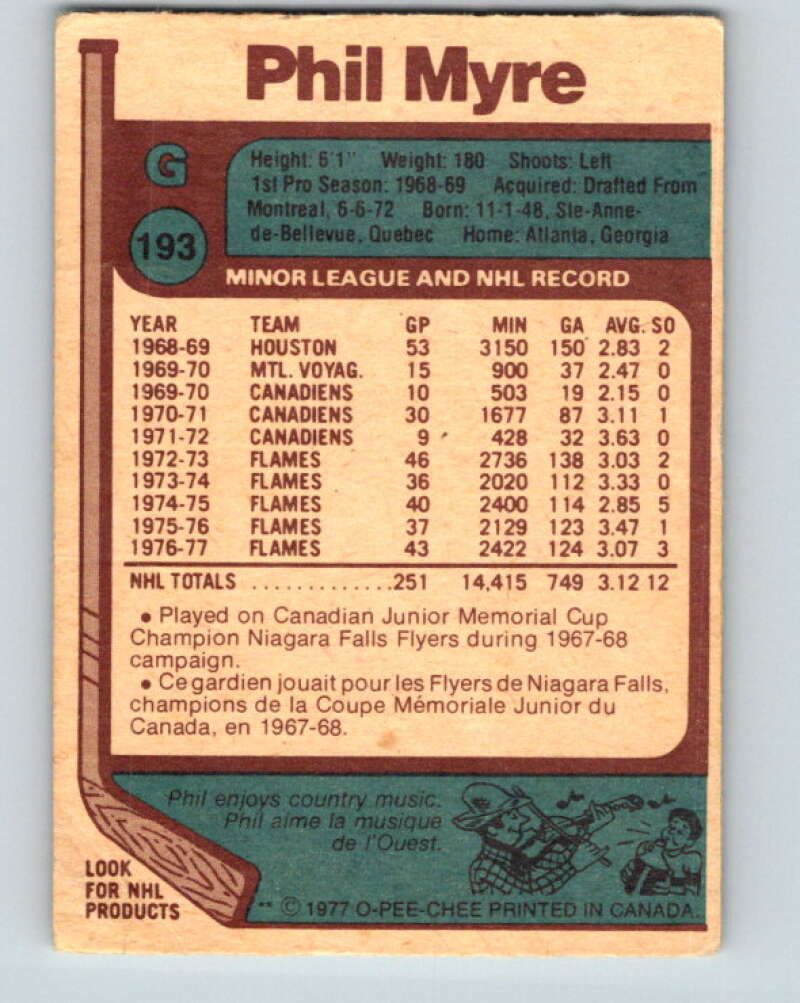 Phil Myre
G
193
Height: 6'1" Weight: 180 Shoots: Left
1st Pro Season: 1968-69 Acquired: Drafted From
Montreal, 6-6-72 Born: 11-1-48, Ste-Anne-
de-Bellevue, Quebec Home: Atlanta, Georgia
MINOR LEAGUE AND NHL RECORD
YEAR TEAM GP MIN GA AVG. SO
1968-69 HOUSTON 53 3150 150 2.83 2
1969-70 MTL. VOYAG. 15 900 37 2.47 0
1969-70 CANADIENS 10 503 19 2.15 0
1970-71 CANADIENS 30 1677 87 3.11 1
1971-72 CANADIENS 9 428 32 3.63 0
1972-73 FLAMES 46 2736 138 3.03 2
1973-74 FLAMES 36 2020 112 3.33 0
1974-75 FLAMES 40 2400 114 2.85 5
1975-76 FLAMES 37 2129 123 3.47 1
1976-77 FLAMES 43 2422 124 3.07 3
NHL TOTALS .............251 14,415 749 3.12 12
• Played on Canadian Junior Memorial Cup
Champion Niagara Falls Flyers during 1967-68
campaign.
• Ce gardien jouait pour les Flyers de Niagara Falls,
champions de la Coupe Mémoriale Junior du
Canada, en 1967-68.
Phil enjoys country music.
Phil aime la musique
de l'Ouest.
LOOK
FOR NHL
PRODUCTS
** © 1977 O-PEE-CHEE PRINTED IN CANADA.